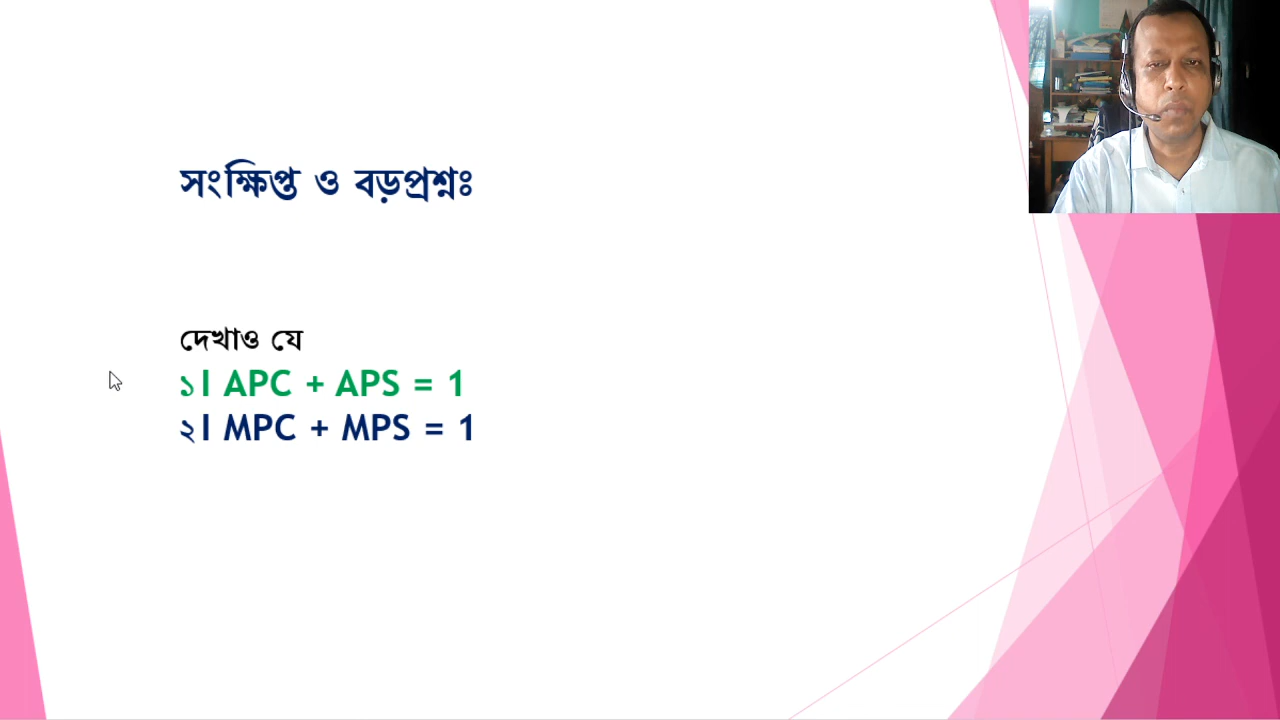 সংক্ষিপ্ত ও বড়প্রশ্নঃ
দেখাও যে
১। APC + APS = 1
২। MPC + MPS = 1